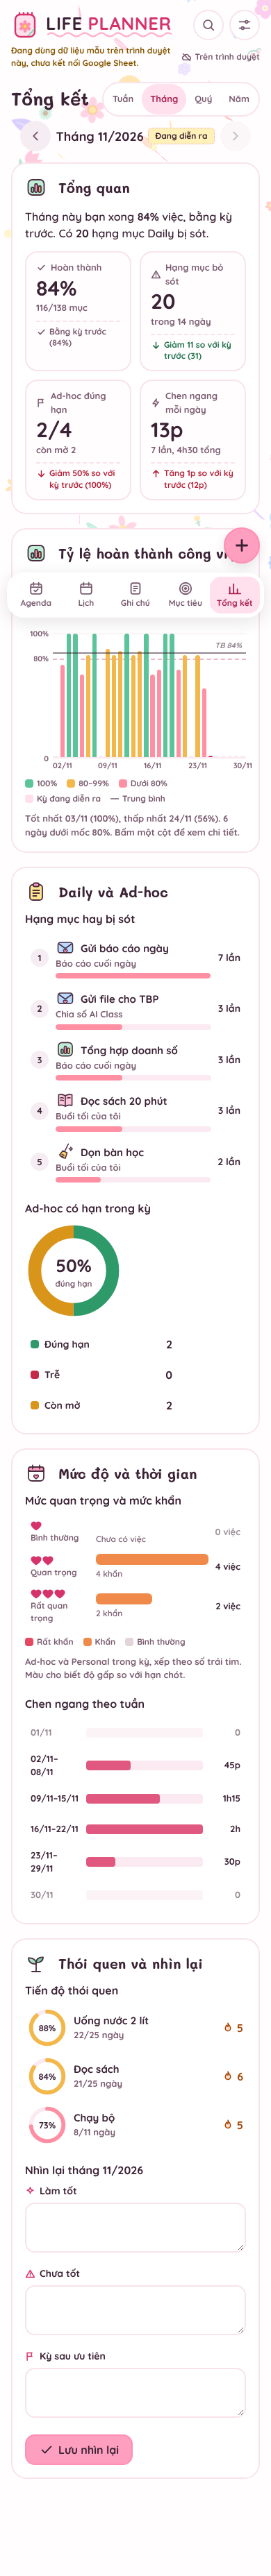 LIFE PLANNER
Đang dùng dữ liệu mẫu trên trình duyệt
này, chưa kết nối Google Sheet.
Trên trình duyệt
Tổng kết
Tuần
Tháng
Quý
Năm
Tháng 11/2026
Đang diễn ra
Tổng quan
Tháng này bạn xong 84% việc, bằng kỳ
trước. Có 20 hạng mục Daily bị sót.
Hoàn thành
84%
116/138 mục
Bằng kỳ trước
(84%)
Hạng mục bỏ
sót
20
trong 14 ngày
Giảm 11 so với kỳ
trước (31)
Ad-hoc đúng
hạn
2/4
còn mở 2
Giảm 50% so với
kỳ trước (100%)
Chen ngang
mỗi ngày
13p
7 lần, 4h30 tổng
Tăng 1p so với kỳ
trước (12p)
Tỷ lệ hoàn thành công
Agenda
Lịch
Ghi chú
Mục tiêu
Tổng kết
100%
TB 84%
80%
0
02/11
09/11
16/11
23/11
30/11
100%
80–99%
Dưới 80%
Kỳ đang diễn ra
Trung bình
Tốt nhất 03/11 (100%), thấp nhất 24/11 (56%). 6
ngày dưới mốc 80%. Bấm một cột để xem chi tiết.
Daily và Ad-hoc
Hạng mục hay bị sót
1
Gửi báo cáo ngày
Báo cáo cuối ngày
7 lần
2
Gửi file cho TBP
Chia sẻ AI Class
3 lần
3
Tổng hợp doanh số
Báo cáo cuối ngày
3 lần
4
Đọc sách 20 phút
Buổi tối của tôi
3 lần
5
Dọn bàn học
Buổi tối của tôi
2 lần
Ad-hoc có hạn trong kỳ
50%
đúng hạn
Đúng hạn
2
Trễ
0
Còn mở
2
Mức độ và thời gian
Mức quan trọng và mức khẩn
Bình thường
Chưa có việc
0 việc
Quan trọng
4 khẩn
4 việc
Rất quan
trọng
2 khẩn
2 việc
Rất khẩn
Khẩn
Bình thường
Ad-hoc và Personal trong kỳ, xếp theo số trái tim.
Màu cho biết độ gấp so với hạn chót.
Chen ngang theo tuần
01/11
0
02/11–
08/11
45p
09/11–15/11
1h15
16/11–22/11
2h
23/11–
29/11
30p
30/11
0
Thói quen và nhìn lại
Tiến độ thói quen
88%
Uống nước 2 lít
22/25 ngày
5
84%
Đọc sách
21/25 ngày
6
73%
Chạy bộ
8/11 ngày
5
Nhìn lại tháng 11/2026
Làm tốt
Chưa tốt
Kỳ sau ưu tiên
Lưu nhìn lại